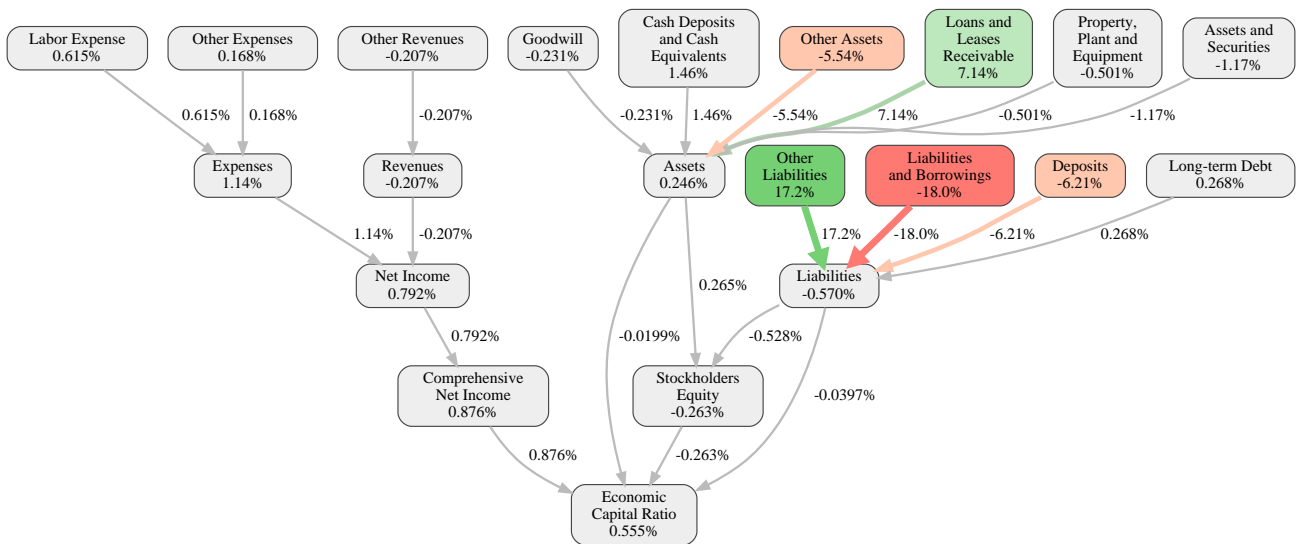 Labor Expense
0.615%
Other Expenses
0.168%
Other Revenues
-0.207%
Goodwill
-0.231%
Cash Deposits
and Cash
Equivalents
1.46%
Other Assets
-5.54%
Loans and
Leases
Receivable
7.14%
Property,
Plant and
Equipment
-0.501%
Assets and
Securities
-1.17%
0.615%
0.168%
-0.207%
-0.231%
1.46%
-5.54%
7.14%
-0.501%
-1.17%
Expenses
1.14%
Revenues
-0.207%
Assets
0.246%
Other
Liabilities
17.2%
Liabilities
and Borrowings
-18.0%
Deposits
-6.21%
Long-term Debt
0.268%
1.14%
-0.207%
17.2%
-18.0%
-6.21%
0.268%
Net Income
0.792%
0.265%
Liabilities
-0.570%
0.792%
-0.0199%
-0.528%
Comprehensive
Net Income
0.876%
Stockholders
Equity
-0.263%
-0.0397%
0.876%
-0.263%
Economic
Capital Ratio
0.555%